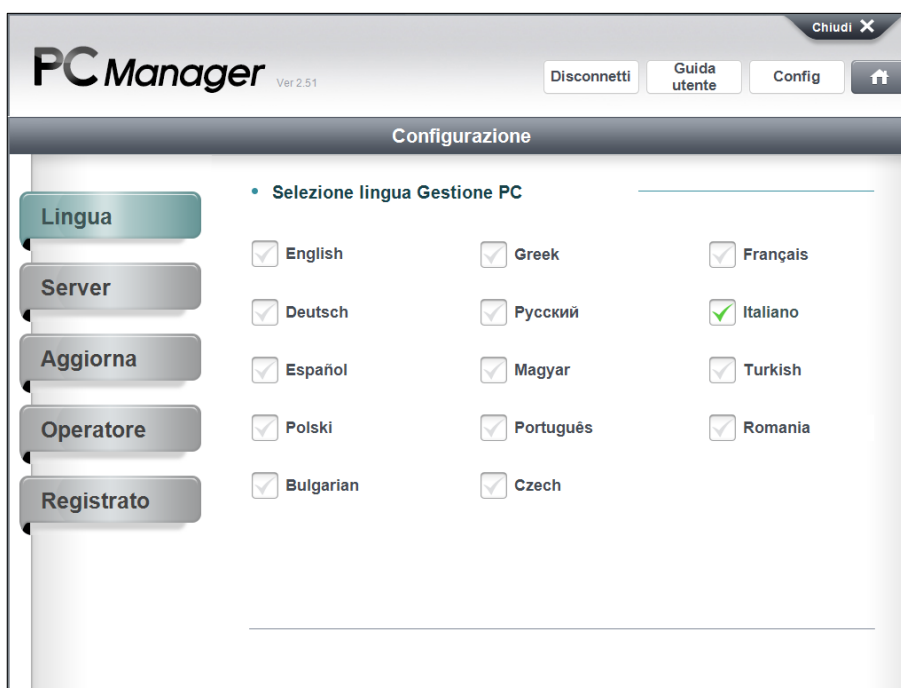 Chiudi
PC Manager Ver 2.51
Disconnetti
Guida utente
Config
Configurazione
Lingua
Server
Aggiorna
Operatore
Registrato
• Selezione lingua Gestione PC
English
Greek
Français
Deutsch
Русский
Italiano
Español
Magyar
Turkish
Polski
Português
Romania
Bulgarian
Czech